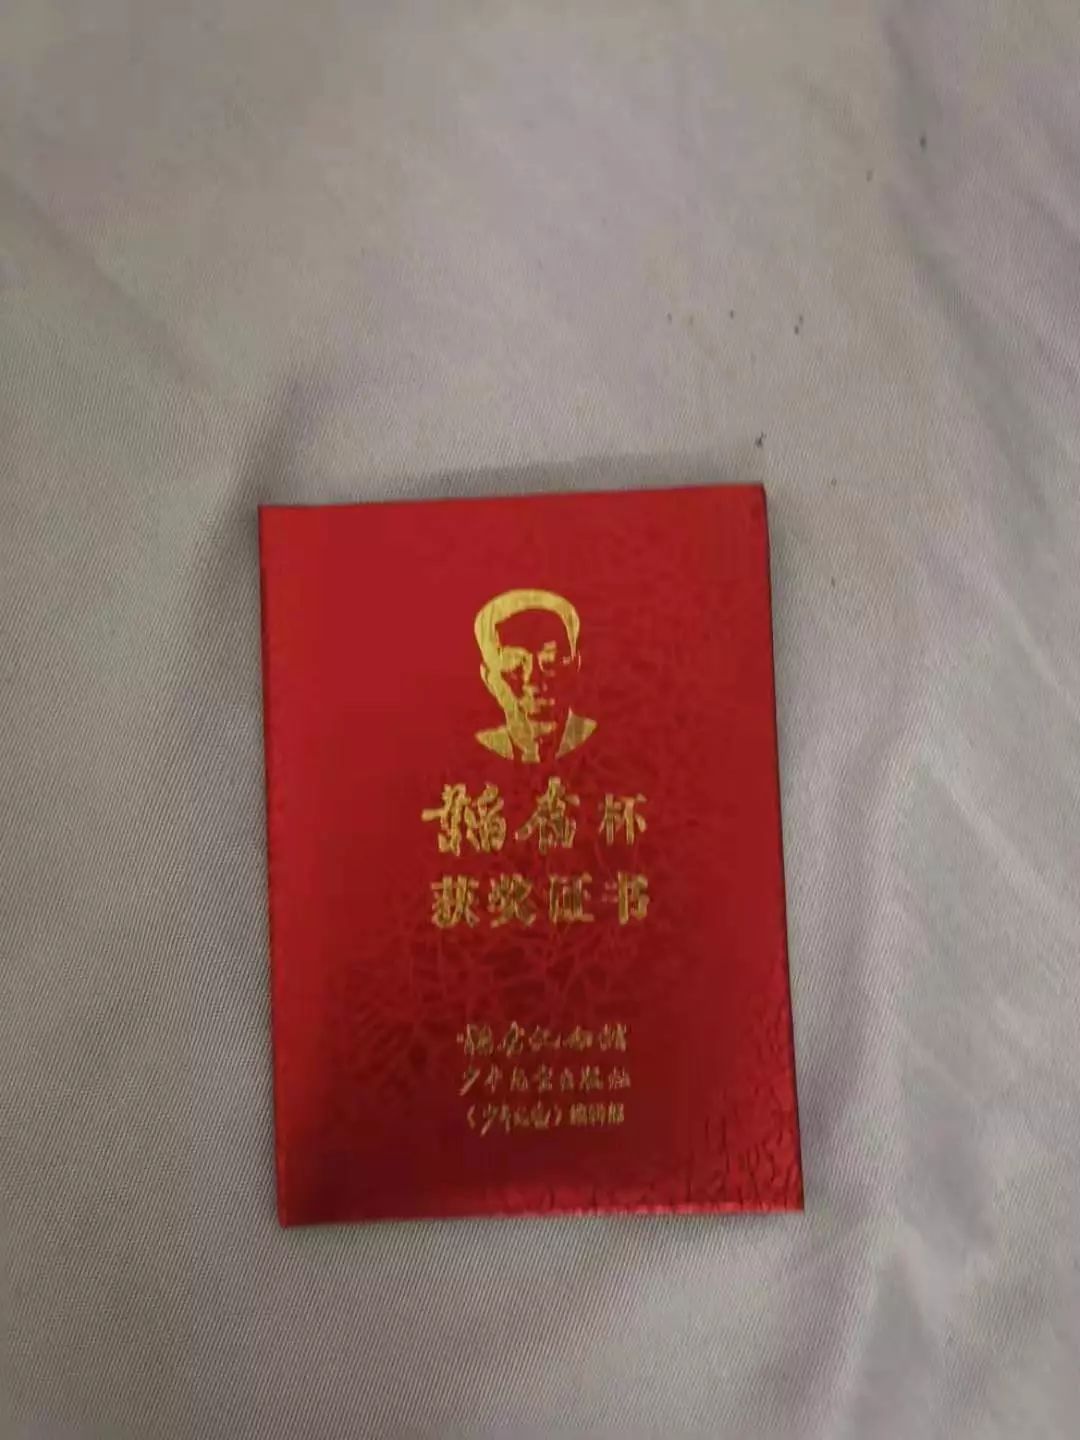 韬奋杯
获奖证书
韬奋纪念馆
少年儿童出版社
《少年文艺》编辑部